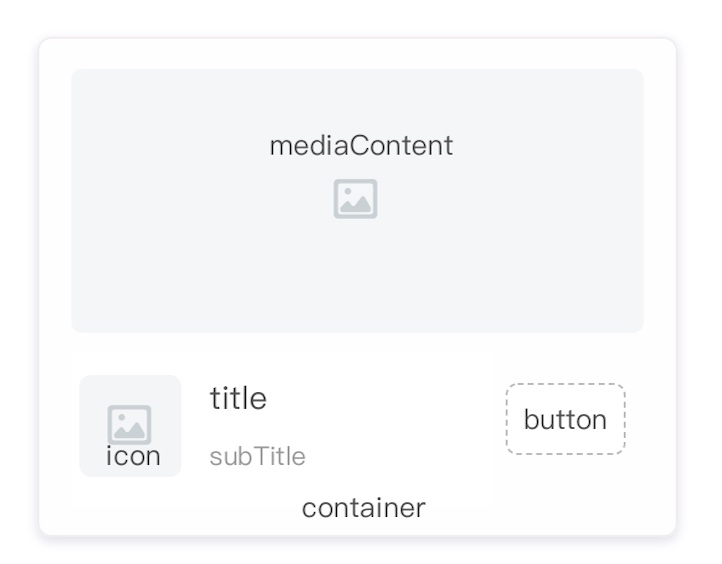 mediaContent
icon
title
subTitle
button
container